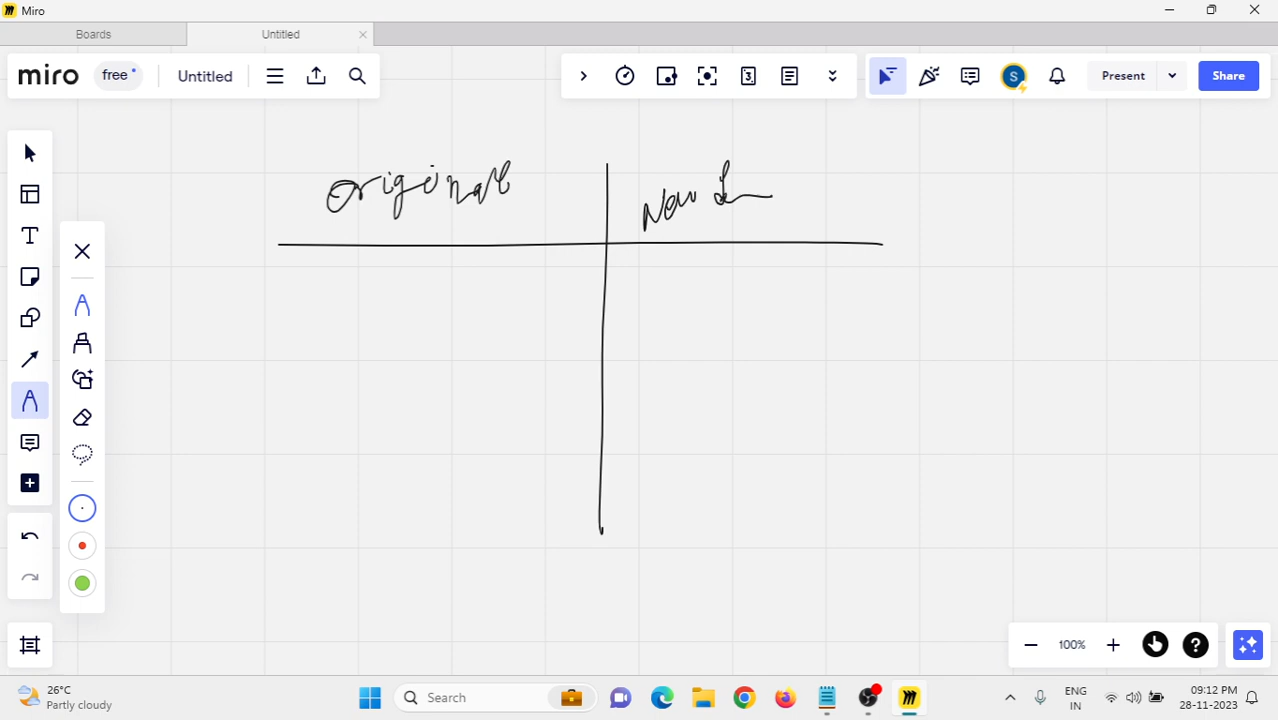 Miro
Boards
Untitled
miro
free
Untitled
3
S
Present
Share
Original
New
100%
?
26°C
Partly cloudy
Search
ENG
IN
09:12 PM
28-11-2023